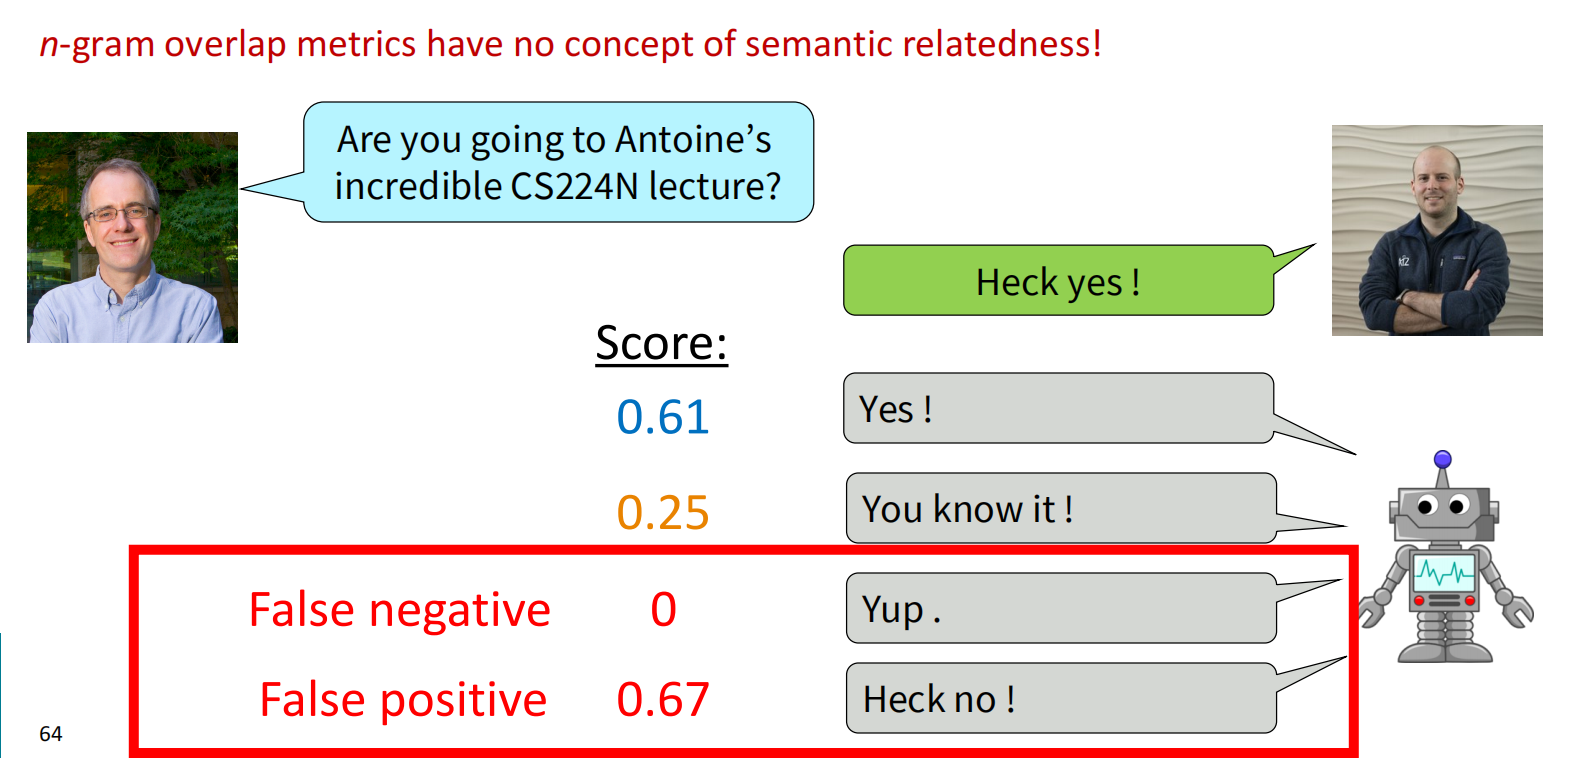 n-gram overlap metrics have no concept of semantic relatedness!
Are you going to Antoine’s
incredible CS224N lecture?
Heck yes !
Score:
0.61
Yes !
0.25
You know it !
False negative
0
Yup .
False positive
0.67
Heck no !
64